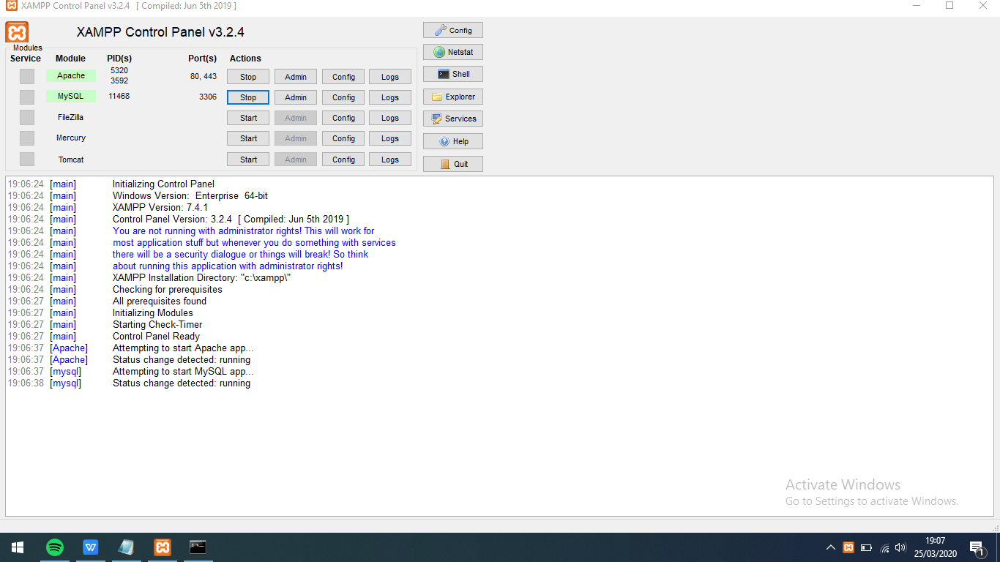 XAMPP Control Panel v3.2.4 [ Compiled: Jun 5th 2019 ]
XAMPP Control Panel v3.2.4
Config
Modules
Service Module PID(s) Port(s) Actions
Netstat
Apache 5320 3592 80, 443 Stop Admin Config Logs
Shell
MySQL 11468 3306 Stop Admin Config Logs
Explorer
FileZilla Start Admin Config Logs
Services
Mercury Start Admin Config Logs
Help
Tomcat Start Admin Config Logs
Quit
19:06:24 [main] Initializing Control Panel
19:06:24 [main] Windows Version: Enterprise 64-bit
19:06:24 [main] XAMPP Version: 7.4.1
19:06:24 [main] Control Panel Version: 3.2.4 [ Compiled: Jun 5th 2019 ]
19:06:24 [main] You are not running with administrator rights! This will work for
19:06:24 [main] most application stuff but whenever you do something with services
19:06:24 [main] there will be a security dialogue or things will break! So think
19:06:24 [main] about running this application with administrator rights!
19:06:24 [main] XAMPP Installation Directory: "c:\xampp\"
19:06:24 [main] Checking for prerequisites
19:06:27 [main] All prerequisites found
19:06:27 [main] Initializing Modules
19:06:27 [main] Starting Check-Timer
19:06:27 [main] Control Panel Ready
19:06:37 [Apache] Attempting to start Apache app...
19:06:37 [Apache] Status change detected: running
19:06:37 [mysql] Attempting to start MySQL app...
19:06:38 [mysql] Status change detected: running
Activate Windows
Go to Settings to activate Windows.
19:07
25/03/2020
1